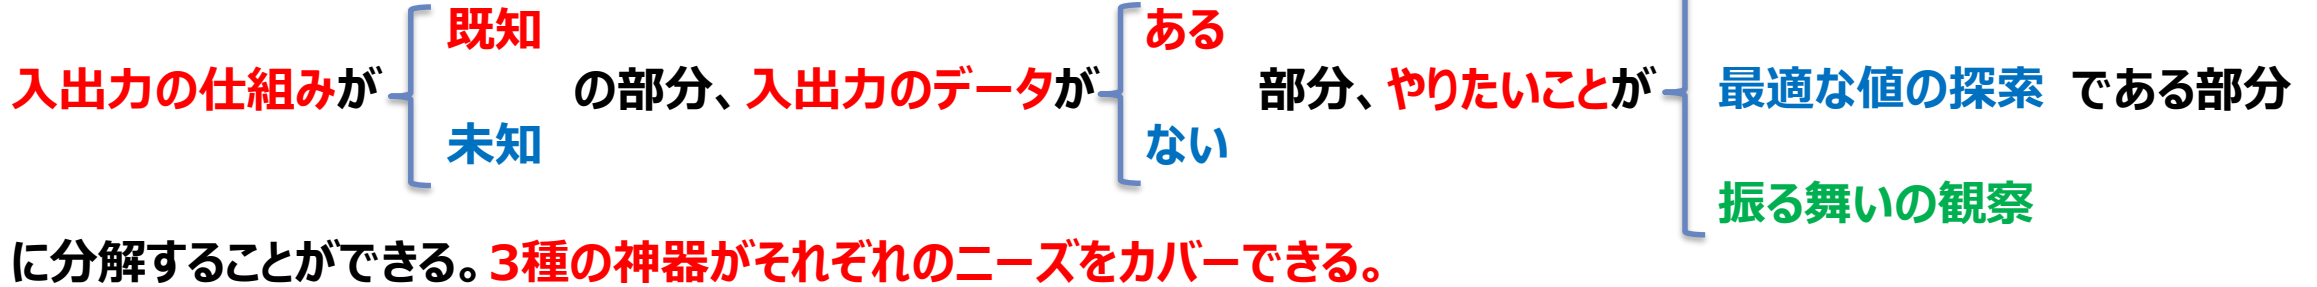 既知 ある
入出力の仕組みが の部分、入出力のデータが 部分、やりたいことが 最適な値の探索 である部分
未知 ない
振る舞いの観察
に分解することができる。3種の神器がそれぞれのニーズをカバーできる。